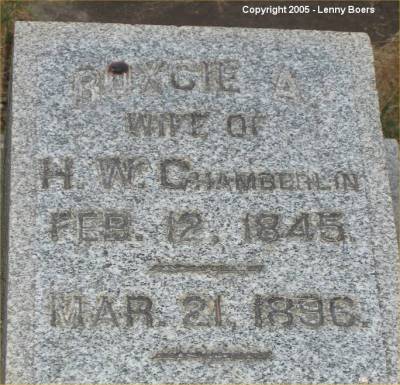 Copyright 2005 - Lenny Boers
ROXCIE A.
WIFE OF
H. W. CHAMBERLIN
FEB. 12, 1845.
MAR. 21, 1896.